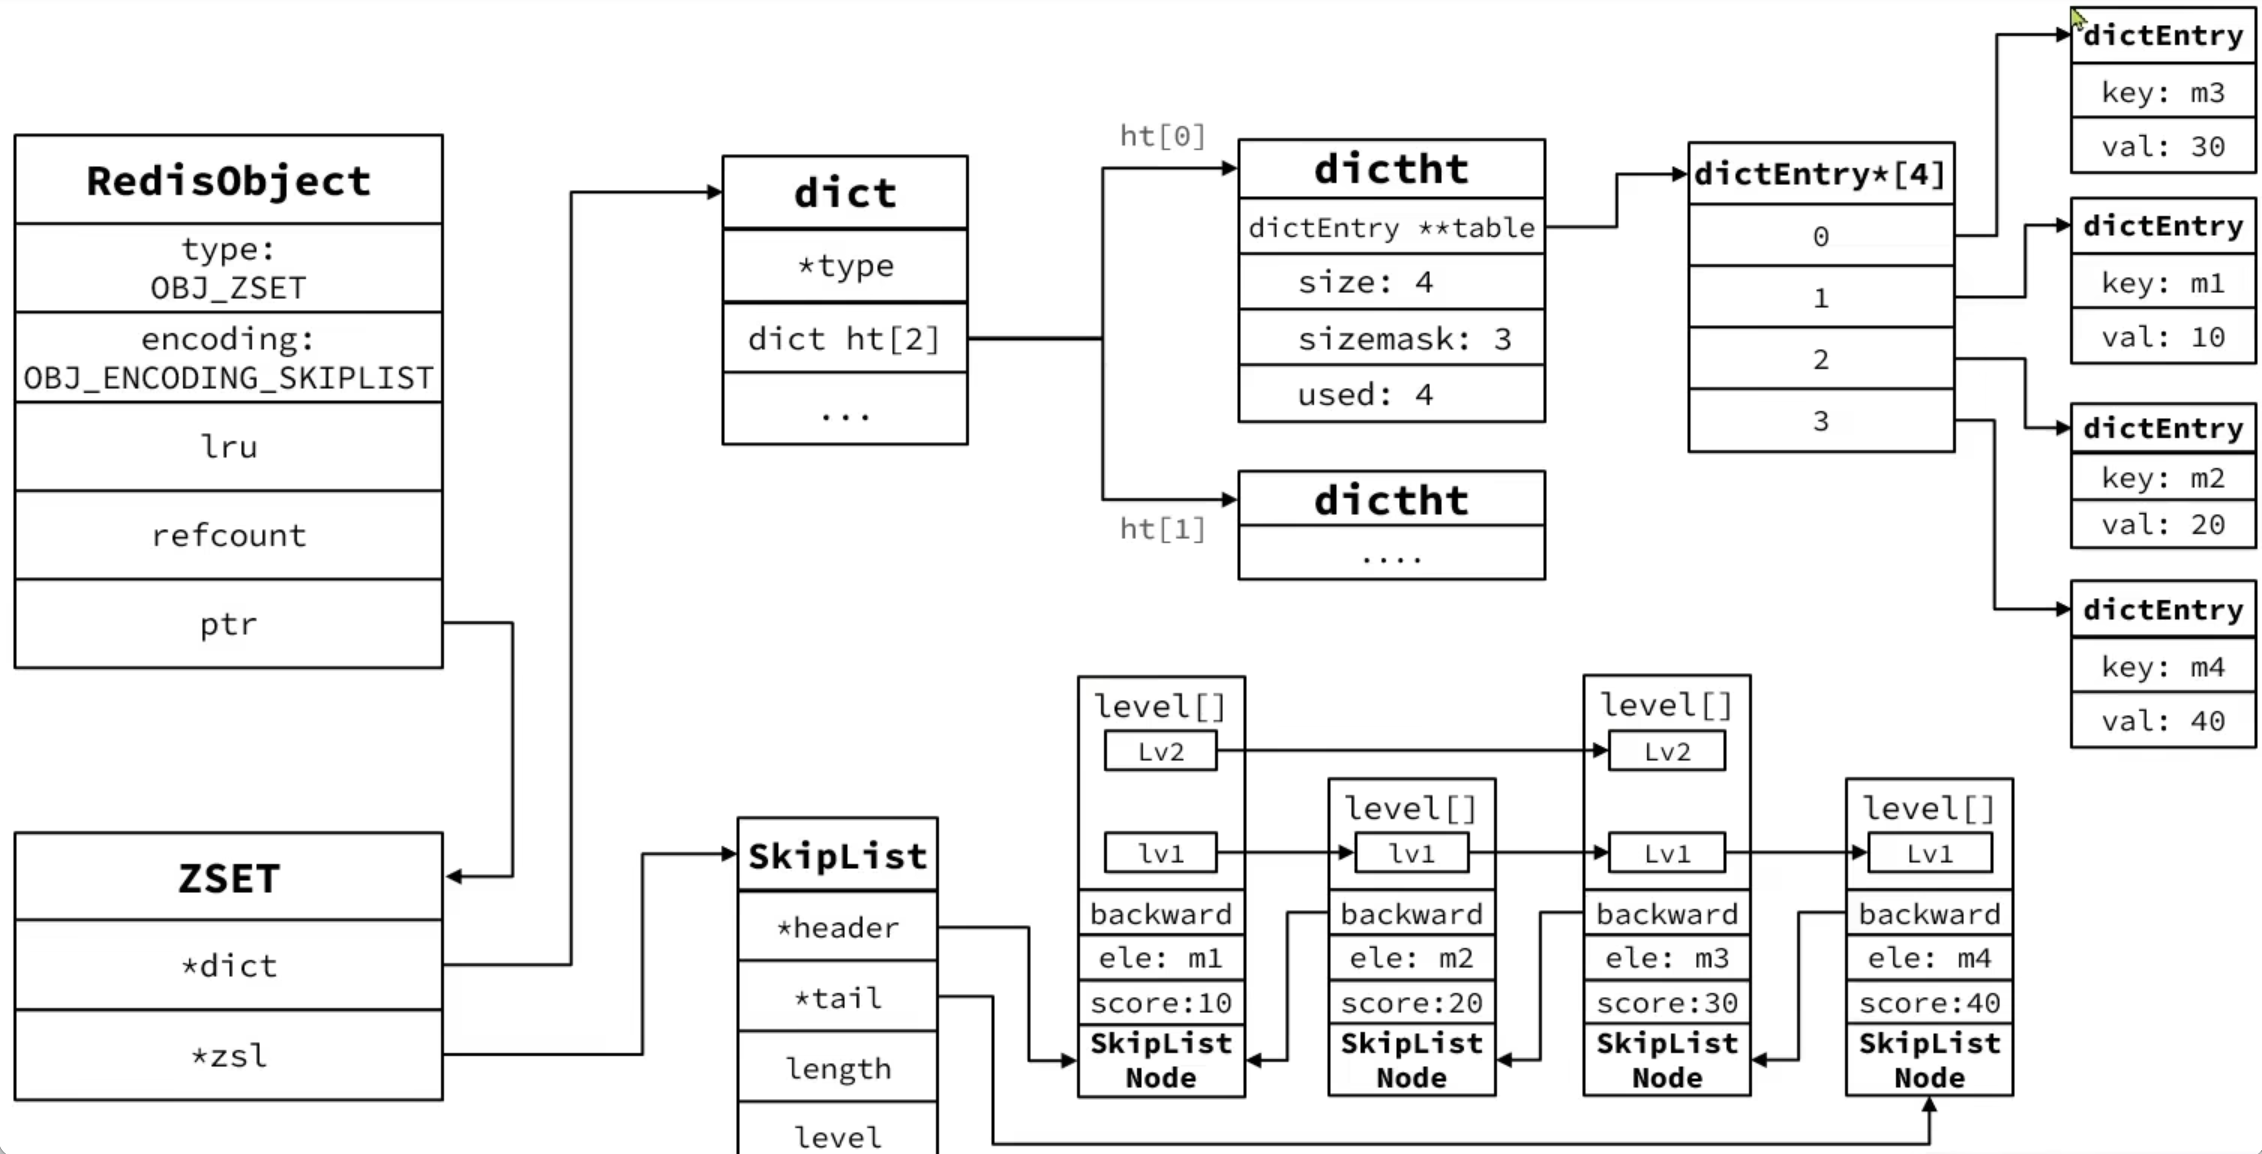 RedisObject
type:
OBJ_ZSET
encoding:
OBJ_ENCODING_SKIPLIST
lru
refcount
ptr
ZSET
*dict
*zsl
dict
*type
dict ht[2]
...
ht[0]
ht[1]
dictht
dictEntry **table
size: 4
sizemask: 3
used: 4
dictht
....
dictEntry*[4]
0
1
2
3
dictEntry
key: m3
val: 30
dictEntry
key: m1
val: 10
dictEntry
key: m2
val: 20
dictEntry
key: m4
val: 40
SkipList
*header
*tail
length
level
level[]
Lv2
lv1
backward
ele: m1
score:10
SkipList
Node
level[]
lv1
backward
ele: m2
score:20
SkipList
Node
level[]
Lv2
Lv1
backward
ele: m3
score:30
SkipList
Node
level[]
Lv1
backward
ele: m4
score:40
SkipList
Node